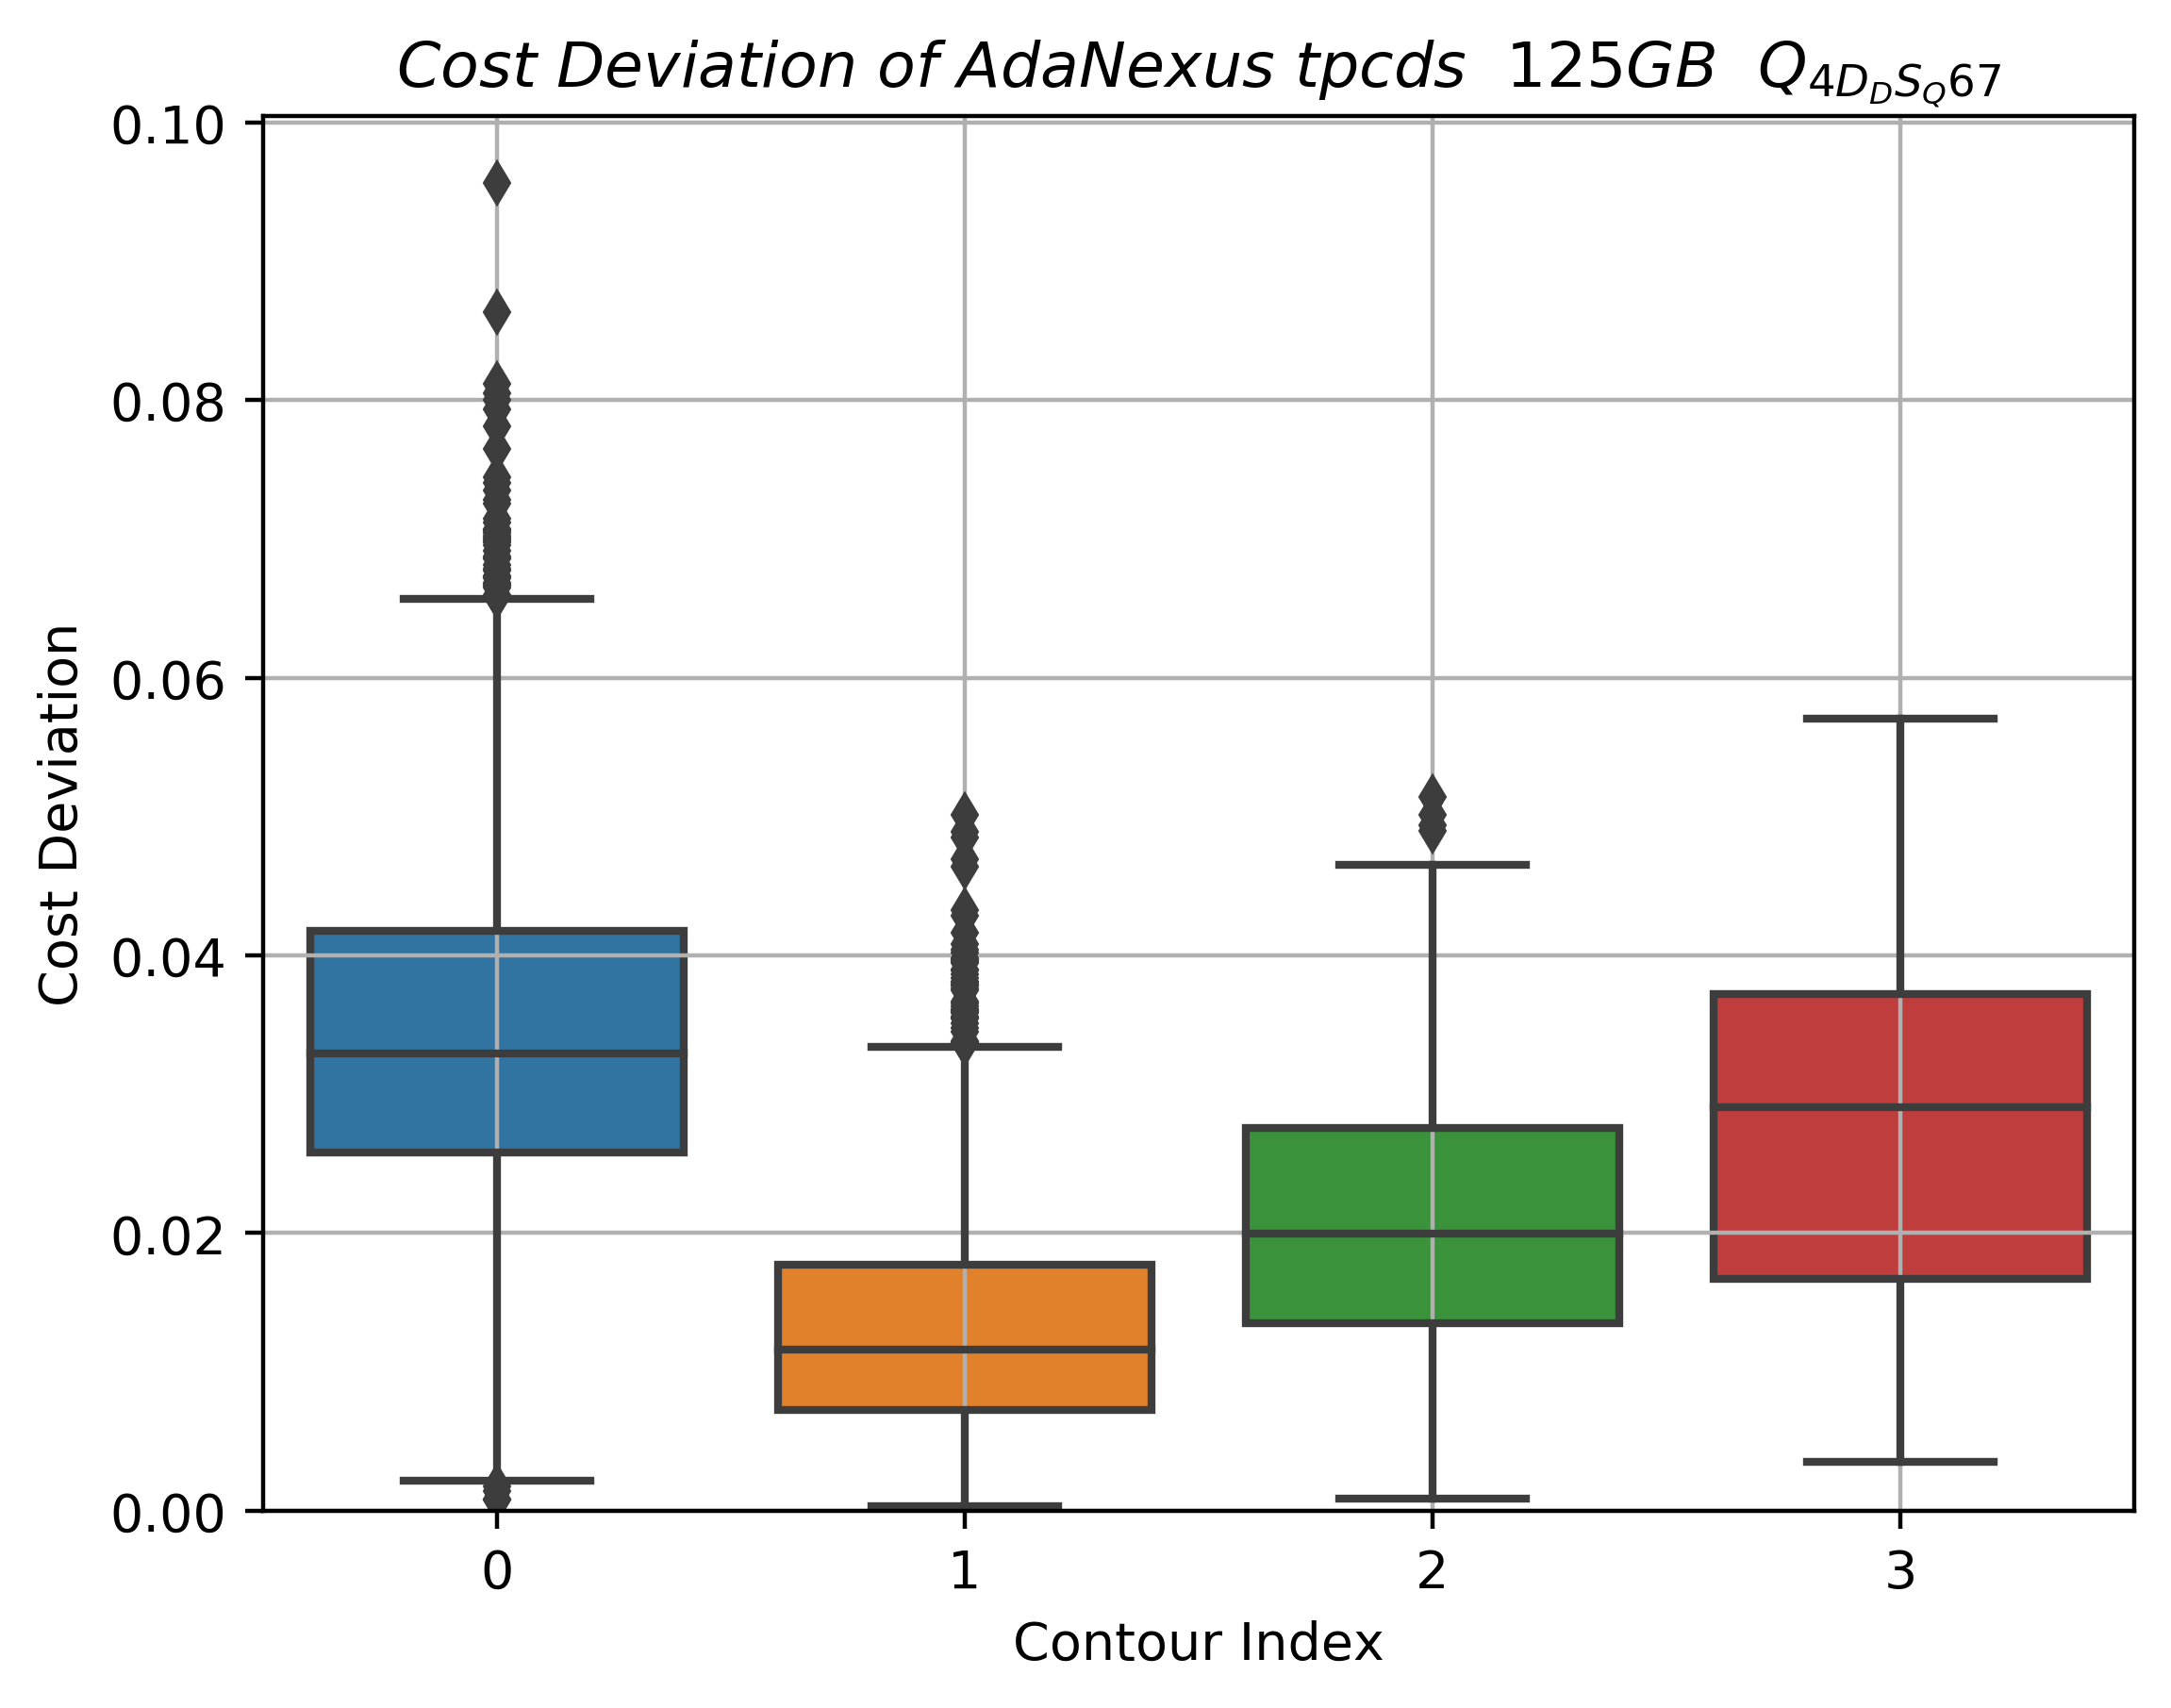 Cost Deviation of AdaNexus tpcds 125GB Q4DDSQ67
0.10
0.08
0.06
0.04
0.02
0.00
Cost Deviation
0 1 2 3
Contour Index